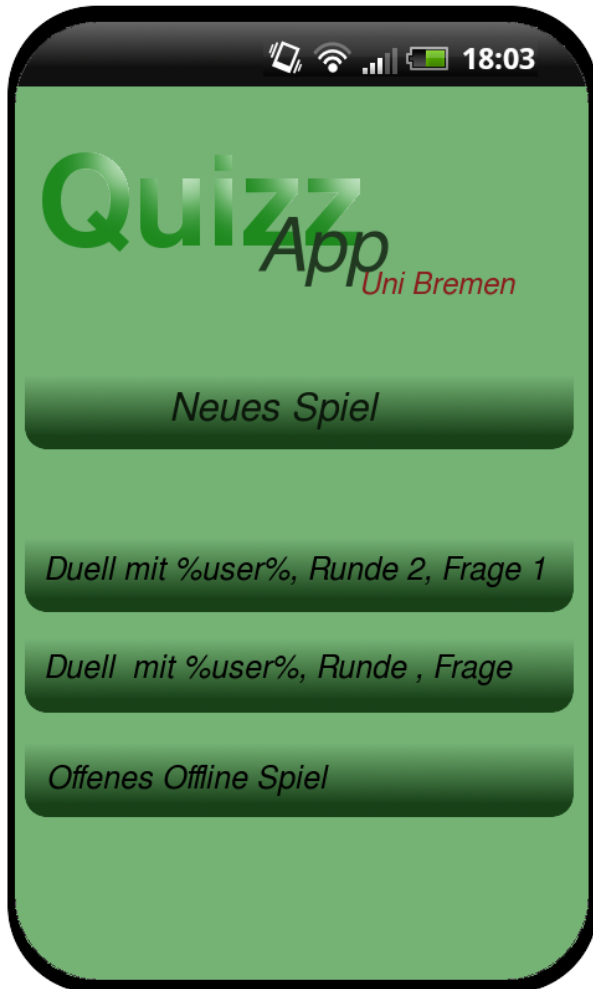 18:03
Quizz
App
Uni Bremen
Neues Spiel
Duell mit %user%, Runde 2, Frage 1
Duell  mit %user%, Runde , Frage
Offenes Offline Spiel